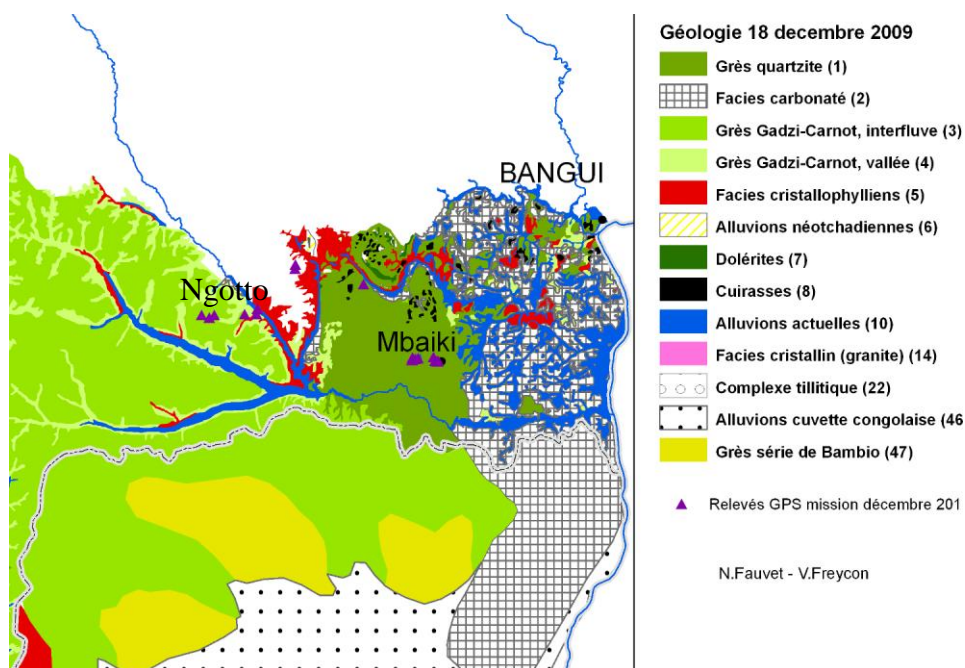 BANGUI
Ngotto
Mbaiki
Géologie 18 decembre 2009
Grès quartzite (1)
Facies carbonaté (2)
Grès Gadzi-Carnot, interfluve (3)
Grès Gadzi-Carnot, vallée (4)
Facies cristallophylliens (5)
Alluvions néotchadiennes (6)
Dolérites (7)
Cuirasses (8)
Alluvions actuelles (10)
Facies cristallin (granite) (14)
Complexe tillitique (22)
Alluvions cuvette congolaise (46
Grès série de Bambio (47)
Relevés GPS mission décembre 201
N.Fauvet - V.Freycon